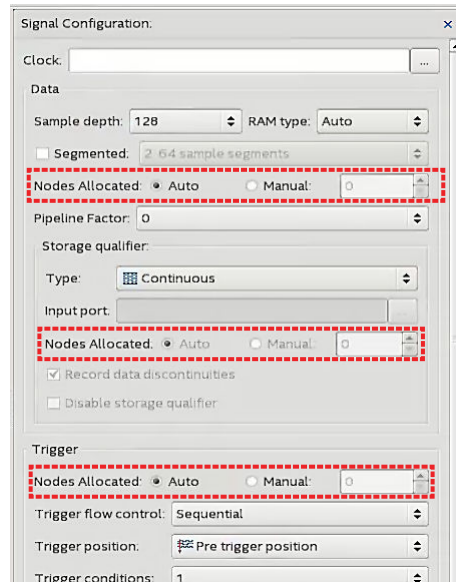 Signal Configuration:
Clock: ...
Data
Sample depth: 128 RAM type: Auto
Segmented: 2 64 sample segments
Nodes Allocated: Auto Manual: 0
Pipeline Factor: 0
Storage qualifier:
Type: Continuous
Input port: ...
Nodes Allocated: Auto Manual: 0
Record data discontinuities
Disable storage qualifier
Trigger
Nodes Allocated: Auto Manual: 0
Trigger flow control: Sequential
Trigger position: Pre trigger position
Trigger conditions: 1